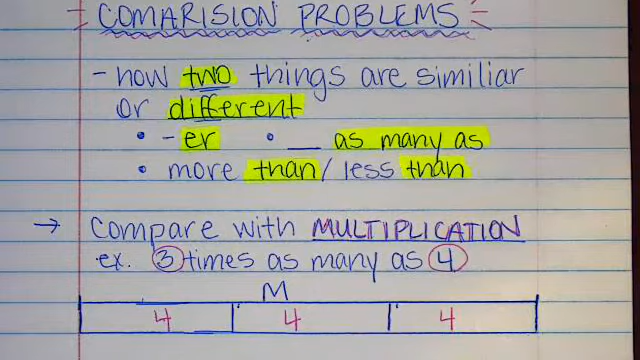 COMARISION PROBLEMS
- how two things are similiar
or different
• -er • __ as many as
• more than/less than
→ compare with MULTIPLICATION
ex. 3 times as many as 4
M
4 4 4